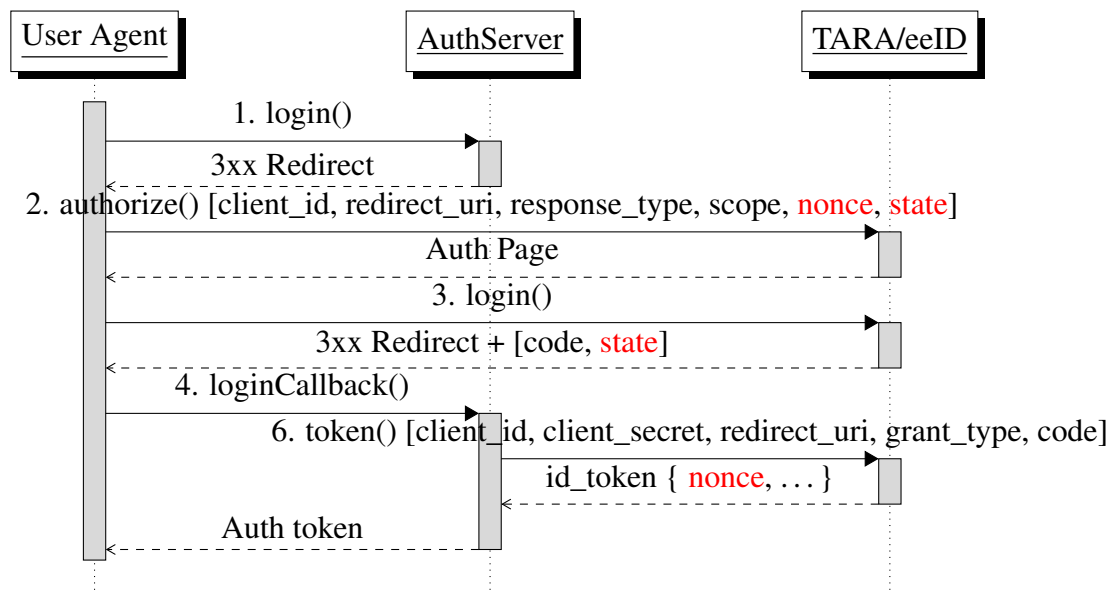 User Agent
AuthServer
TARA/eeID
1. login()
3xx Redirect
2. authorize() [client_id, redirect_uri, response_type, scope, nonce, state]
Auth Page
3. login()
3xx Redirect + [code, state]
4. loginCallback()
6. token() [client_id, client_secret, redirect_uri, grant_type, code]
id_token { nonce, ... }
Auth token